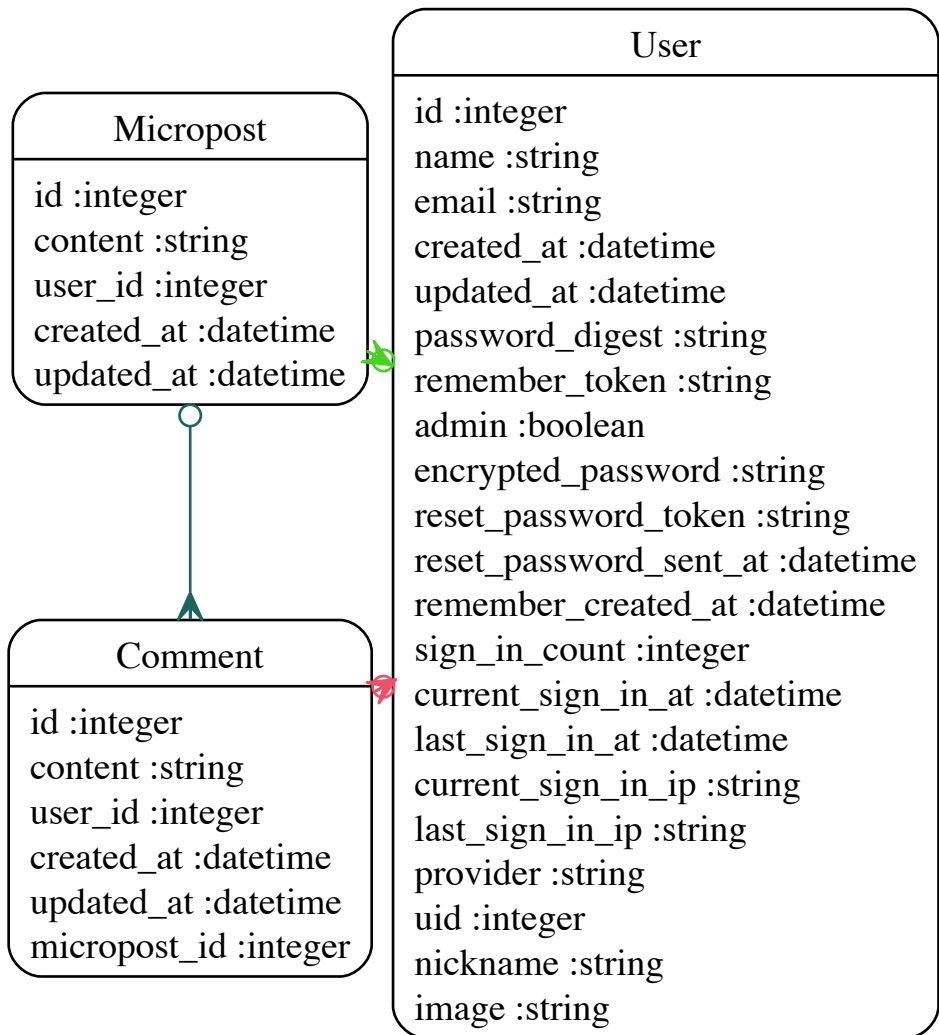 Micropost
id :integer
content :string
user_id :integer
created_at :datetime
updated_at :datetime
Comment
id :integer
content :string
user_id :integer
created_at :datetime
updated_at :datetime
micropost_id :integer
User
id :integer
name :string
email :string
created_at :datetime
updated_at :datetime
password_digest :string
remember_token :string
admin :boolean
encrypted_password :string
reset_password_token :string
reset_password_sent_at :datetime
remember_created_at :datetime
sign_in_count :integer
current_sign_in_at :datetime
last_sign_in_at :datetime
current_sign_in_ip :string
last_sign_in_ip :string
provider :string
uid :integer
nickname :string
image :string